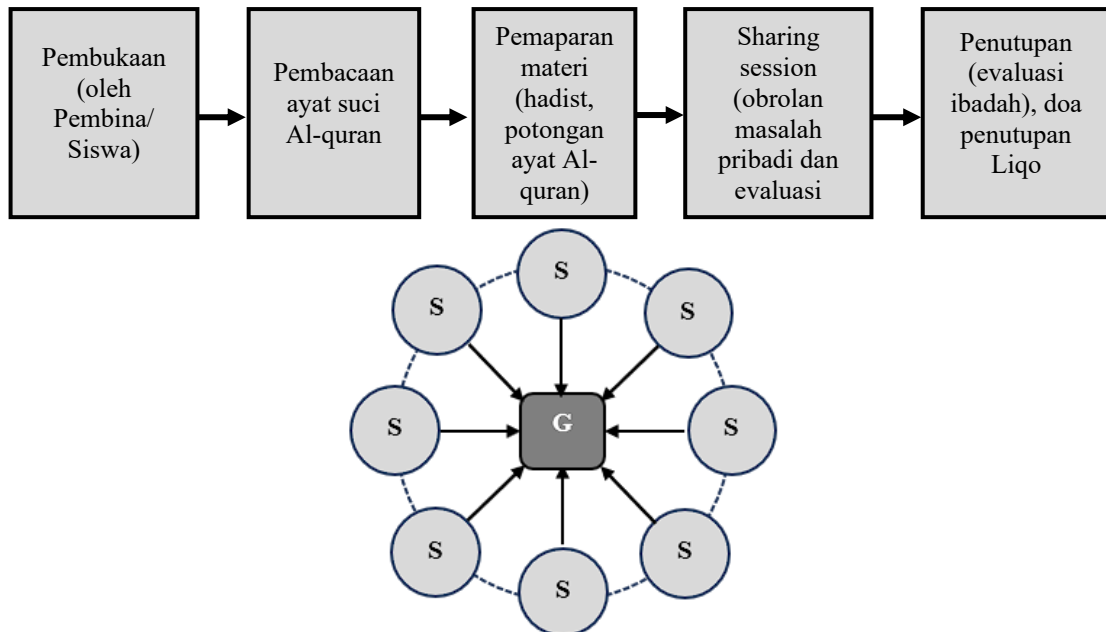 Pembukaan
(oleh
Pembina/
Siswa)
Pembacaan
ayat suci
Al-quran
Pemaparan
materi
(hadist,
potongan
ayat Al-
quran)
Sharing
session
(obrolan
masalah
pribadi dan
evaluasi
Penutupan
(evaluasi
ibadah), doa
penutupan
Liqo
S
S
S
S
G
S
S
S
S